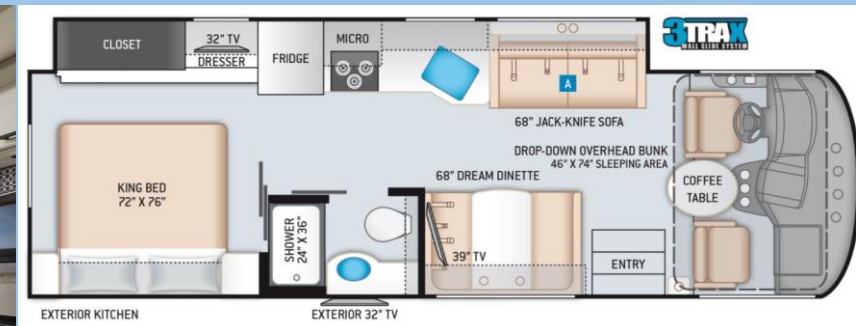 CLOSET
32" TV
DRESSER
FRIDGE
MICRO
A
3TRAX
WALL SLIDE SYSTEM
68" JACK-KNIFE SOFA
DROP-DOWN OVERHEAD BUNK
46" X 74" SLEEPING AREA
68" DREAM DINETTE
COFFEE
TABLE
KING BED
72" X 76"
SHOWER
24" X 36"
39" TV
ENTRY
EXTERIOR KITCHEN
EXTERIOR 32" TV